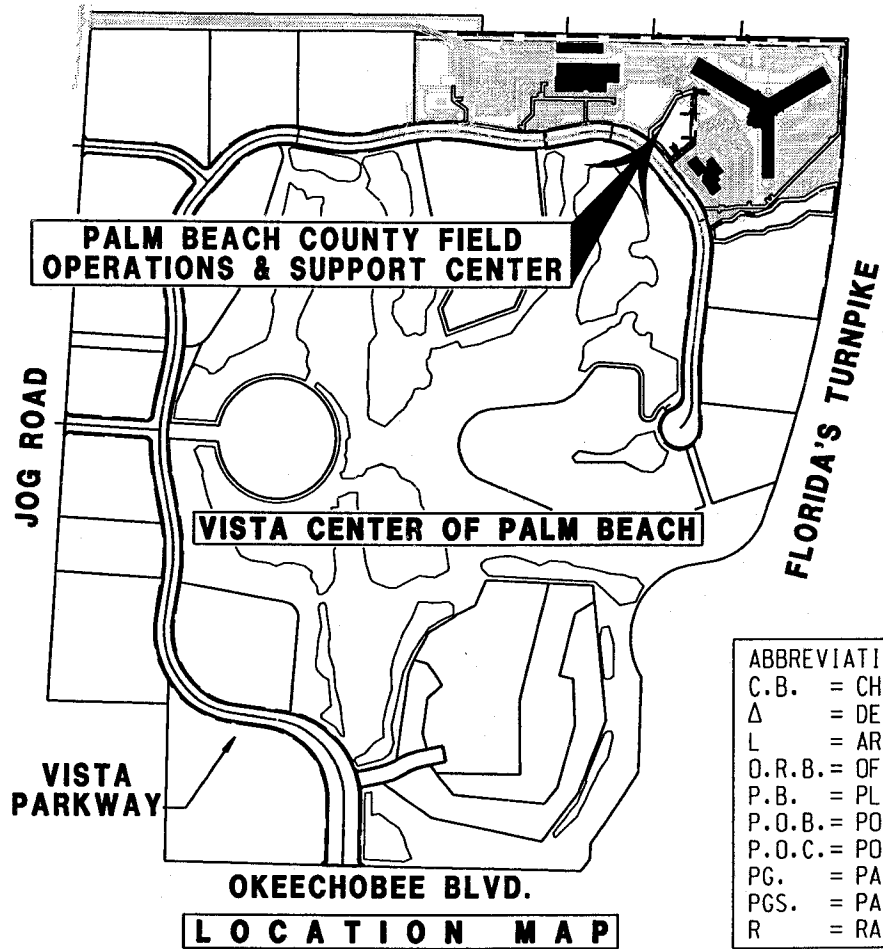 PALM BEACH COUNTY FIELD
OPERATIONS & SUPPORT CENTER
JOG ROAD
FLORIDA'S TURNPIKE
VISTA CENTER OF PALM BEACH
VISTA
PARKWAY
OKEECHOBEE BLVD.
LOCATION MAP
ABBREVIATI
C.B. = CH
Δ = DE
L = AR
O.R.B. = OF
P.B. = PL
P.O.B. = PO
P.O.C. = PO
PG. = PA
PGS. = PA
R = RA